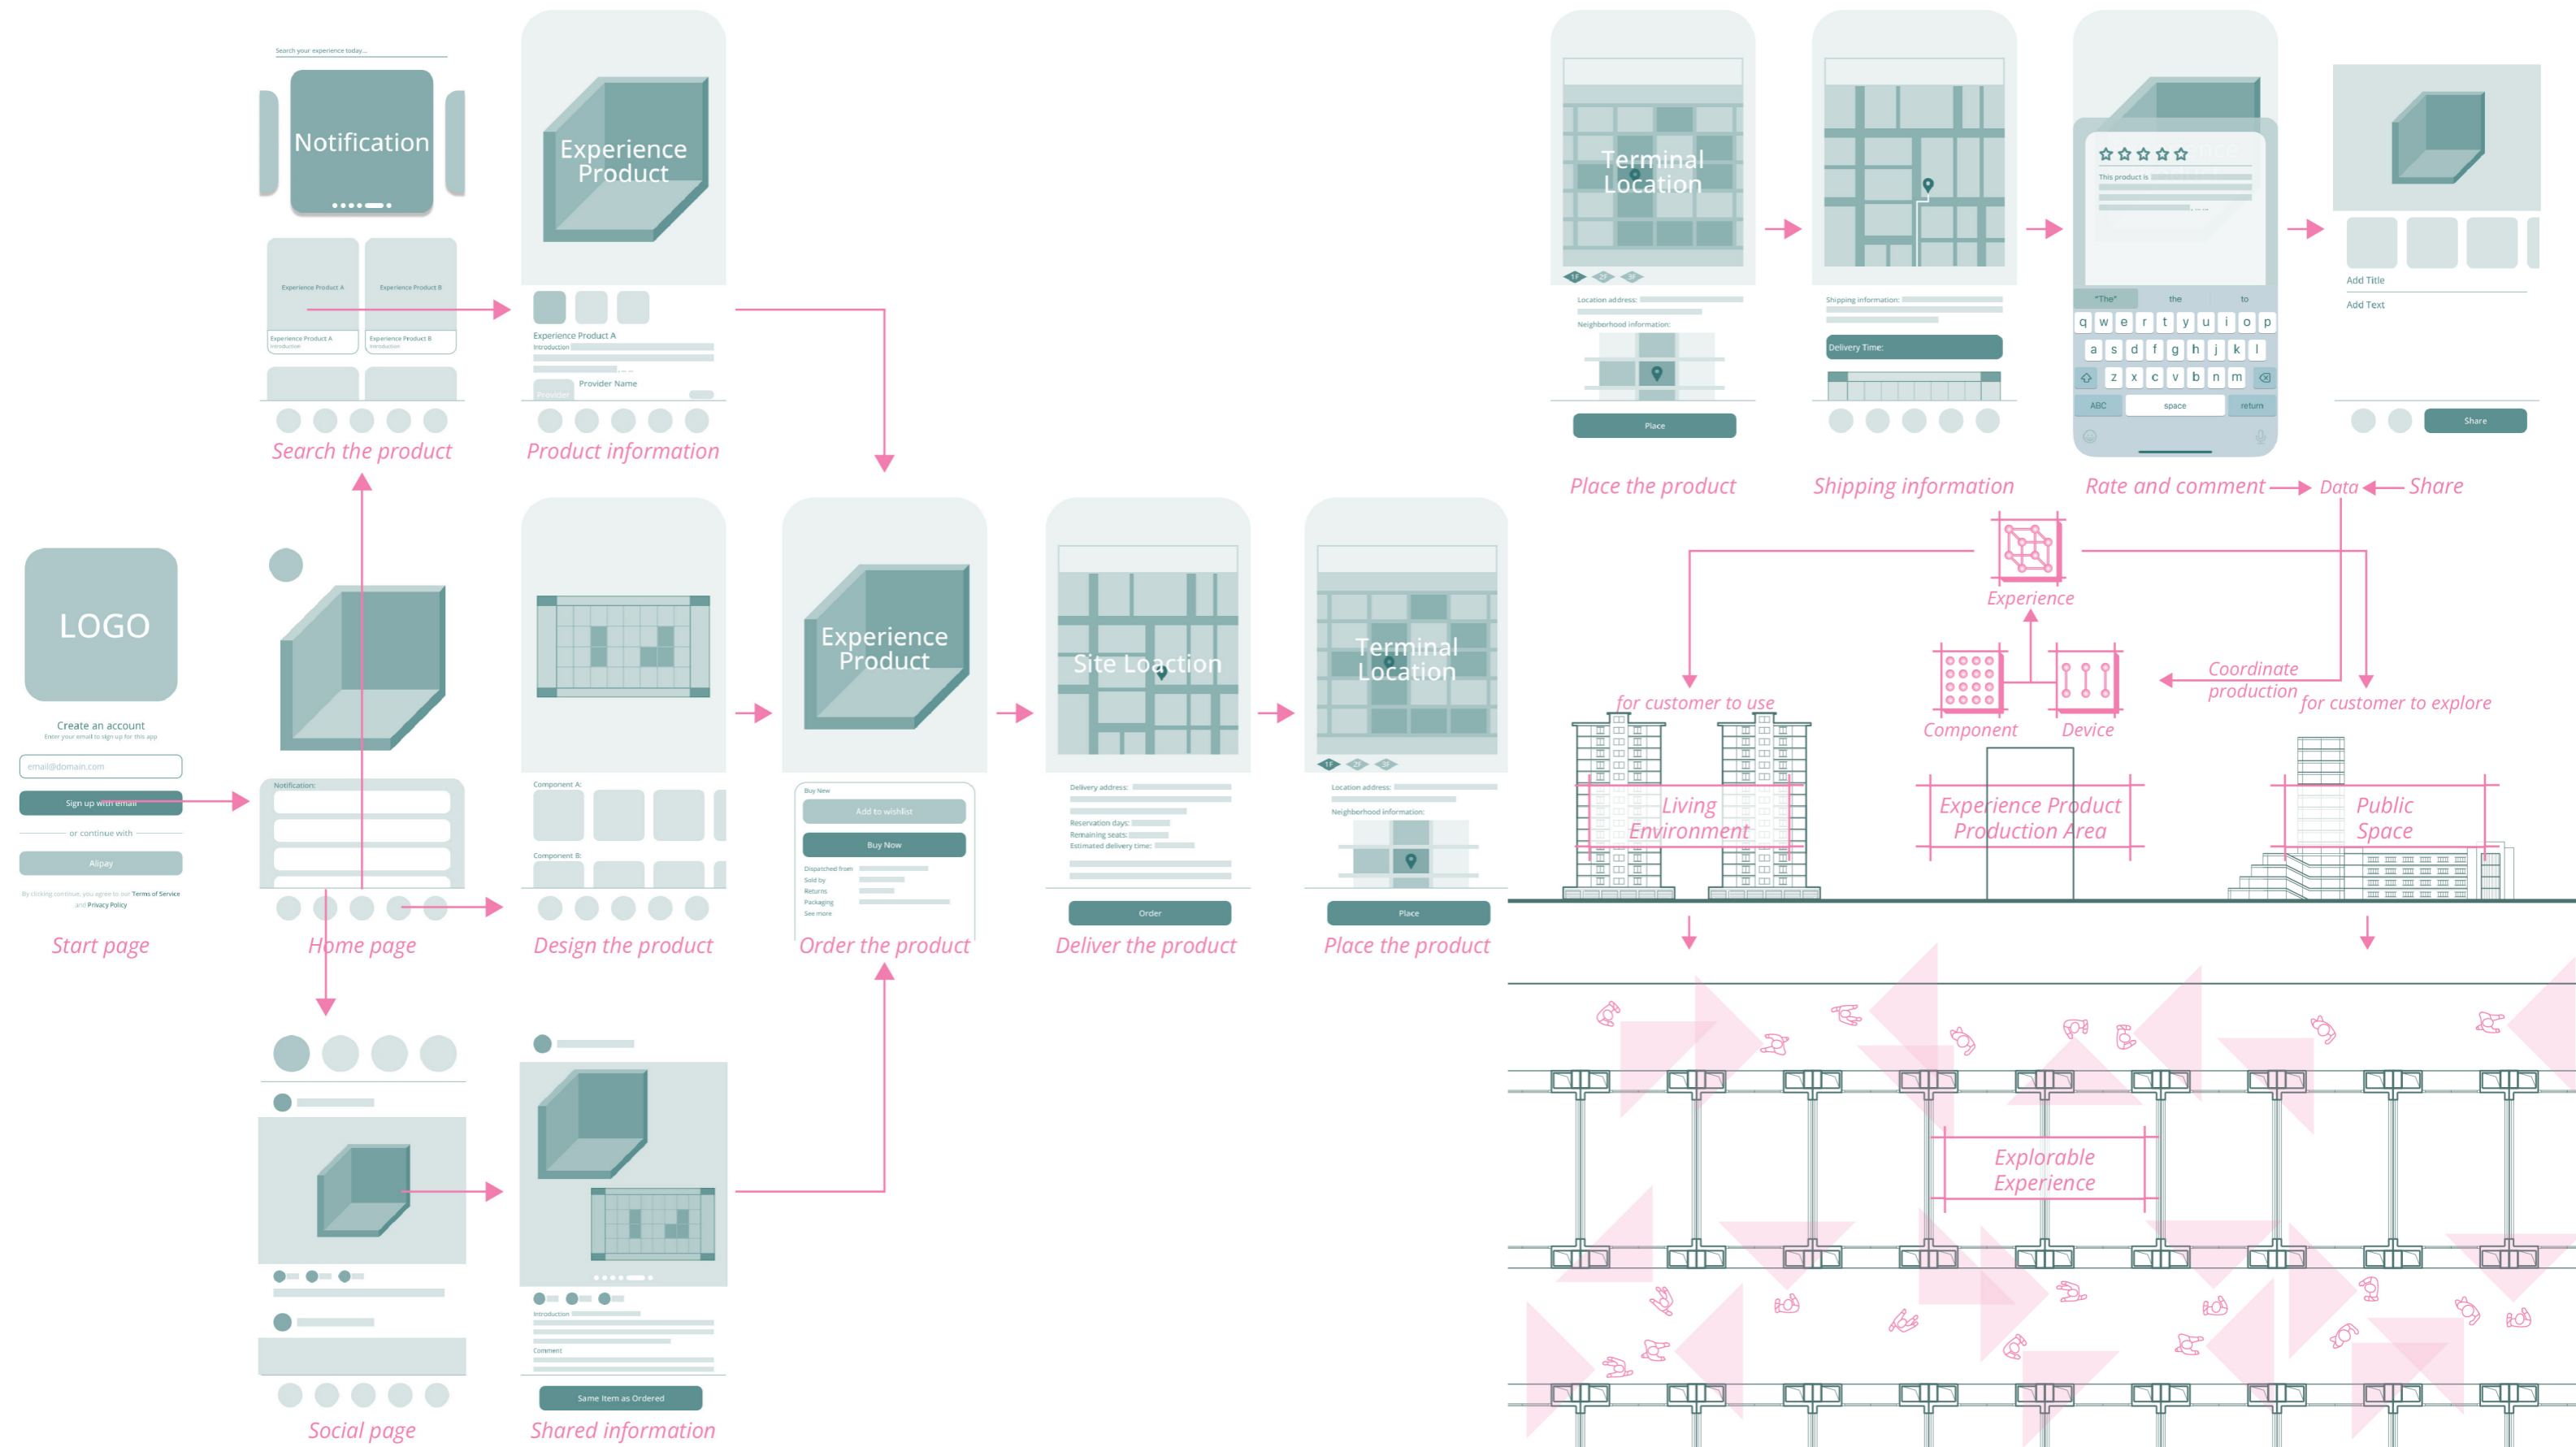 Search your experience today...
Notification
Experience Product A
Experience Product B
Experience Product A
Introduction
Experience Product B
Introduction
Search the product
Experience
Product
Experience Product A
Introduction
Provider Name
Provider
Product information
LOGO
Create an account
Enter your email to sign up for this app
email@domain.com
Sign up with email
or continue with
Alipay
By clicking continue, you agree to our Terms of Service
and Privacy Policy
Start page
Notification:
Home page
Component A:
Component B:
Design the product
Experience
Product
Buy Now
Add to wishlist
Buy Now
Dispatched from
Sold by
Returns
Packaging
See more
Order the product
Site Loaction
Delivery address:
Reservation days:
Remaining seats:
Estimated delivery time:
Order
Deliver the product
Terminal
Location
1F
2F
3F
Location address:
Neighborhood information:
Place
Place the product
Social page
Introduction
Comment
Same Item as Ordered
Shared information
Terminal
Location
1F
2F
3F
Location address:
Neighborhood information:
Place
Place the product
Shipping information:
Delivery Time:
Shipping information
This product is
"The"
the
to
q w e r t y u i o p
a s d f g h j k l
z x c v b n m
ABC
space
return
Rate and comment
Data
Add Title
Add Text
Share
Share
Experience
Component
Device
Coordinate
production
for customer to use
for customer to explore
Living
Environment
Experience Product
Production Area
Public
Space
Explorable
Experience